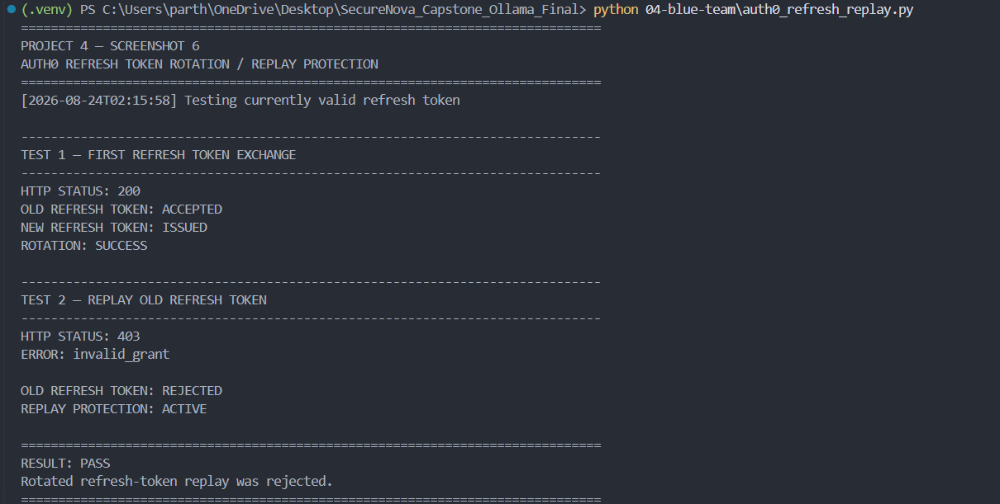 (.venv) PS C:\Users\parth\OneDrive\Desktop\SecureNova_Capstone_Ollama_Final> python 04-blue-team\auth0_refresh_replay.py
==============================================================================
PROJECT 4 — SCREENSHOT 6
AUTH0 REFRESH TOKEN ROTATION / REPLAY PROTECTION
==============================================================================
[2026-08-24T02:15:58] Testing currently valid refresh token
------------------------------------------------------------------------------
TEST 1 — FIRST REFRESH TOKEN EXCHANGE
------------------------------------------------------------------------------
HTTP STATUS: 200
OLD REFRESH TOKEN: ACCEPTED
NEW REFRESH TOKEN: ISSUED
ROTATION: SUCCESS
------------------------------------------------------------------------------
TEST 2 — REPLAY OLD REFRESH TOKEN
------------------------------------------------------------------------------
HTTP STATUS: 403
ERROR: invalid_grant
OLD REFRESH TOKEN: REJECTED
REPLAY PROTECTION: ACTIVE
==============================================================================
RESULT: PASS
Rotated refresh-token replay was rejected.
==============================================================================